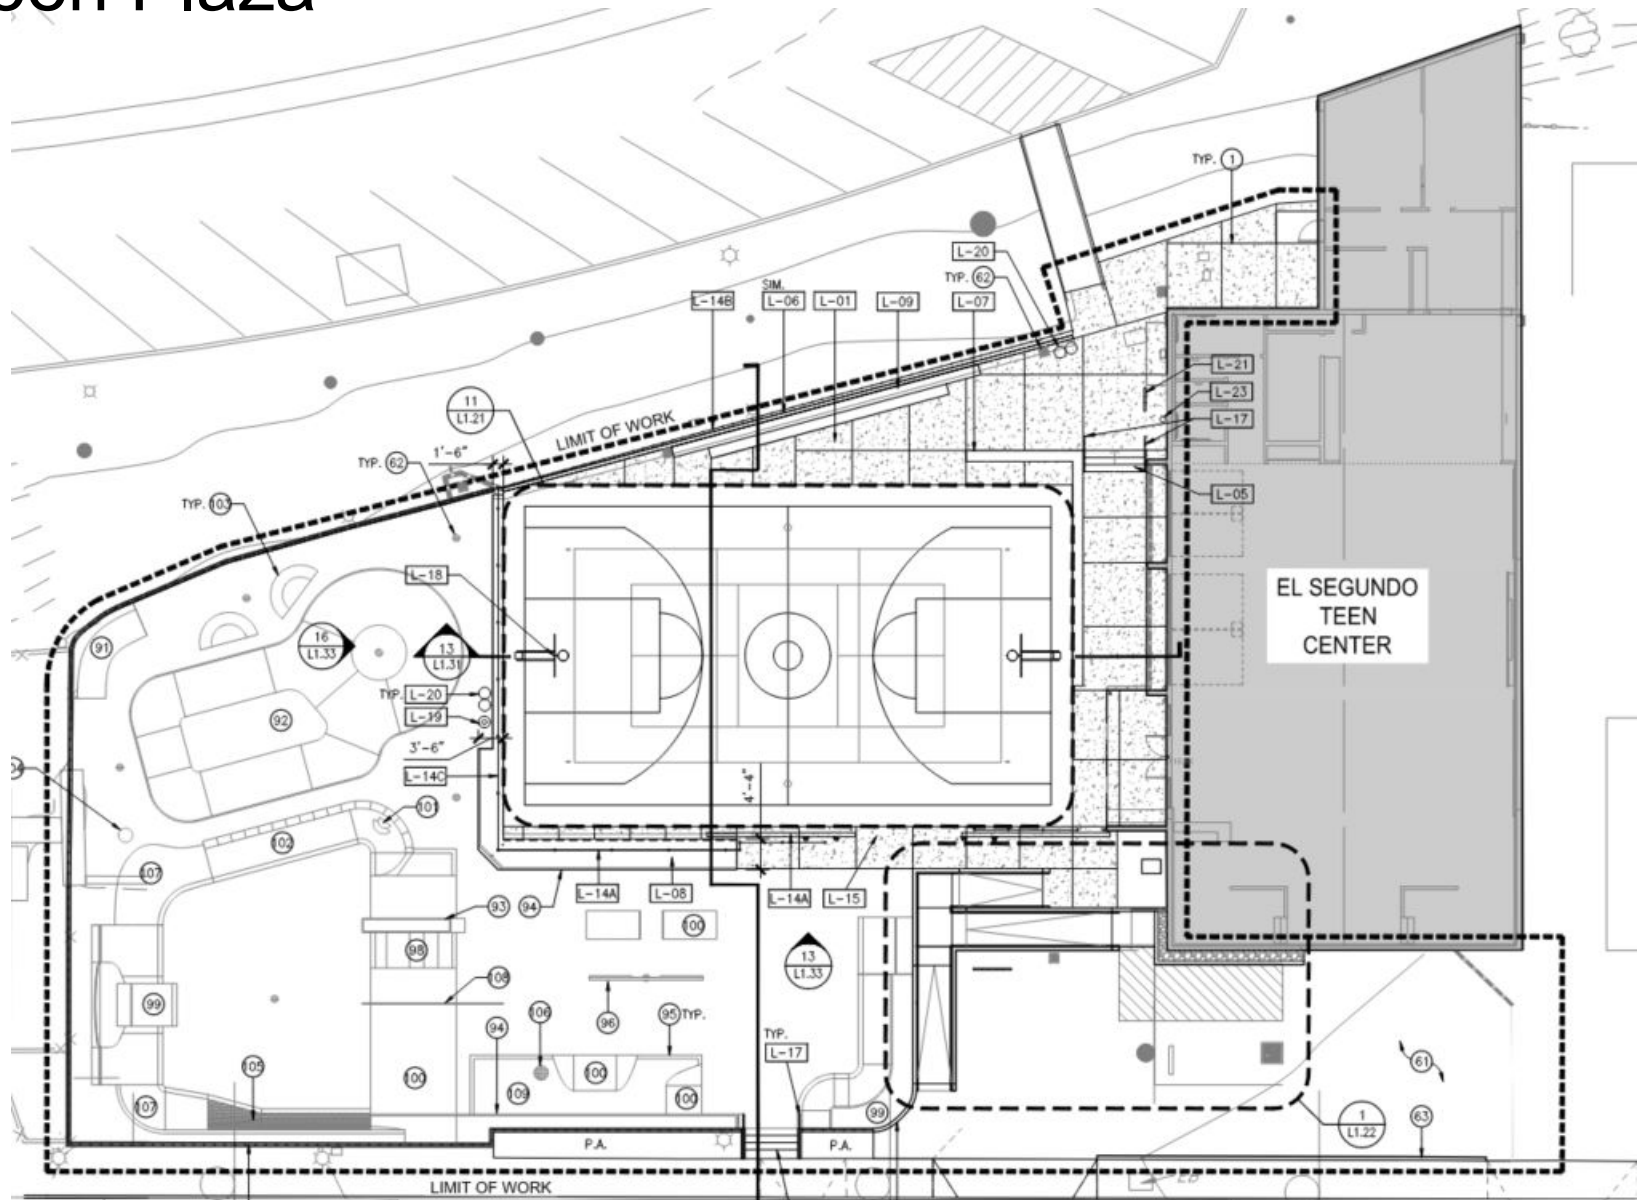 Plaza
TYP. 1
L-20
TYP. 62
SIM.
L-14B
L-06
L-01
L-09
L-07
L-21
L-23
L-17
L-05
11
L1.21
LIMIT OF WORK
1'-6"
TYP. 62
TYP. 103
L-18
16
L1.33
13
L1.31
91
92
TYP. L-20
L-19
3'-6"
L-14C
4'-4"
EL SEGUNDO
TEEN
CENTER
101
102
107
L-14A
L-08
L-14A
L-15
93
94
100
98
13
L1.33
108
99
106
96
95 TYP.
94
TYP.
L-17
61
105
100
100
109
100
107
99
1
L1.22
63
P.A.
P.A.
LIMIT OF WORK